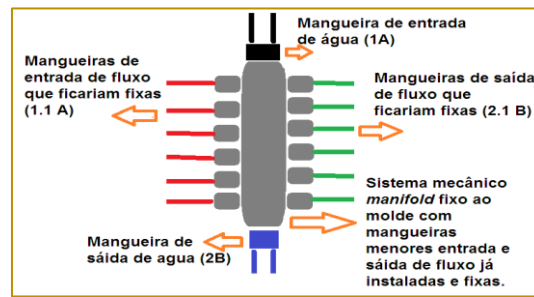 Mangueira de entrada
de água (1A)
Mangueiras de
entrada de fluxo
que ficariam fixas
(1.1 A)
Mangueiras de saída
de fluxo que
ficariam fixas (2.1 B)
Sistema mecânico
manifold fixo ao
molde com
mangueiras
menores entrada e
sáida de fluxo já
instaladas e fixas.
Mangueira de
sáida de agua (2B)